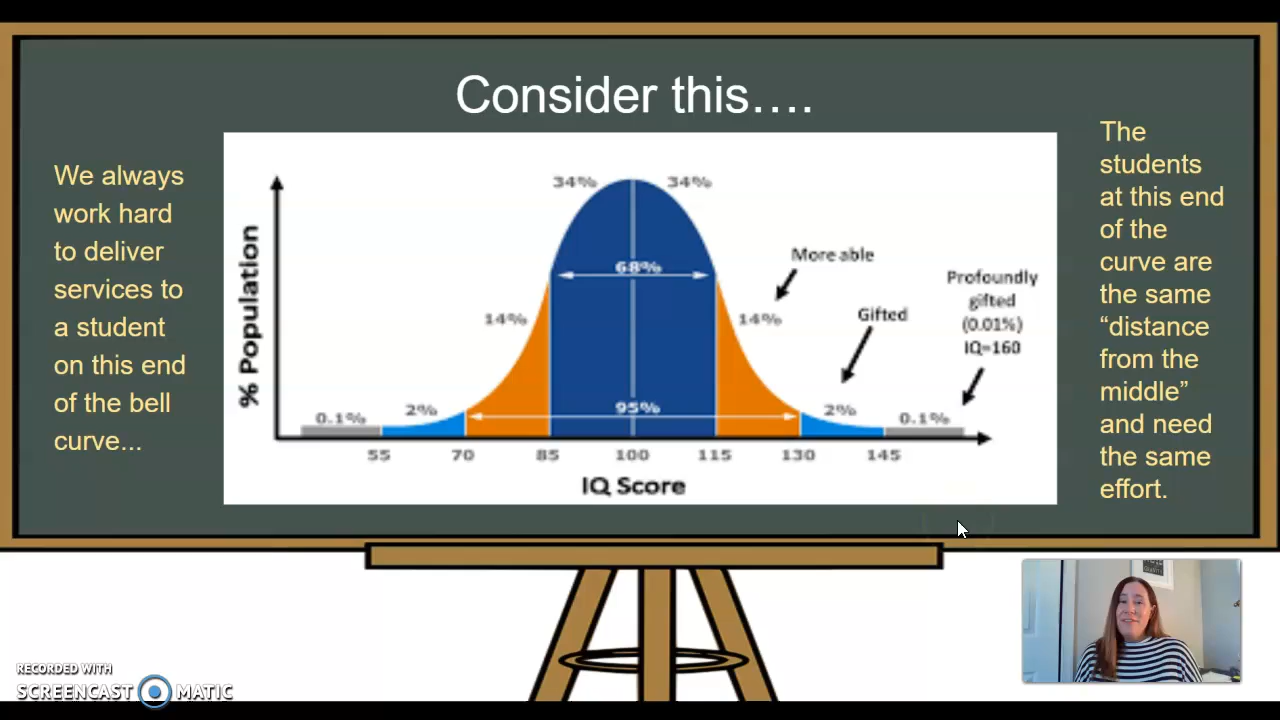 Consider this….
We always
work hard
to deliver
services to
a student
on this end
of the bell
curve...
% Population
34%
34%
68%
14%
14%
95%
0.1%
2%
2%
0.1%
More able
Gifted
Profoundly
gifted
(0.01%)
IQ=160
55
70
85
100
115
130
145
IQ Score
The
students
at this end
of the
curve are
the same
“distance
from the
middle”
and need
the same
effort.
RECORDED WITH
SCREENCAST MATIC